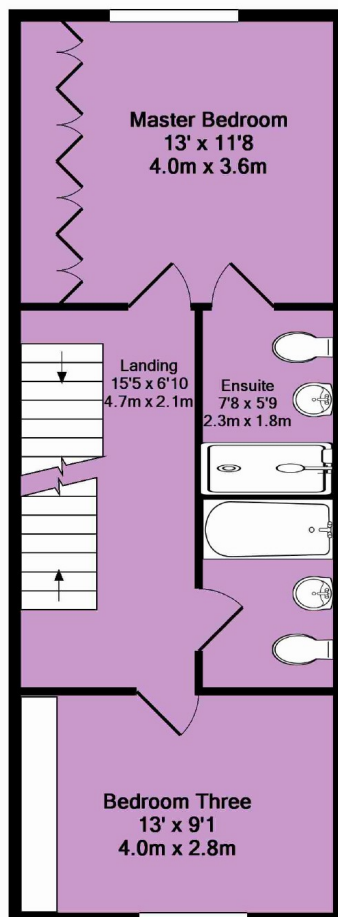 Master Bedroom
13' x 11'8
4.0m x 3.6m
Landing
15'5 x 6'10
4.7m x 2.1m
Ensuite
7'8 x 5'9
2.3m x 1.8m
Bedroom Three
13' x 9'1
4.0m x 2.8m